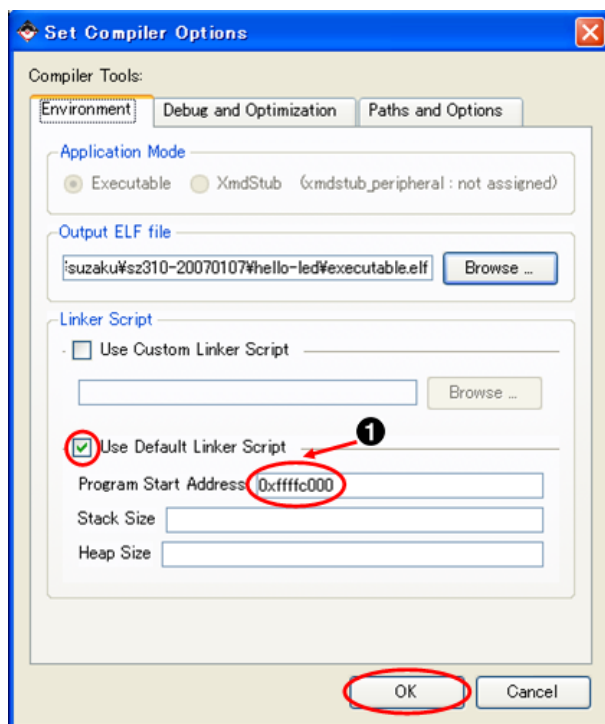 Set Compiler Options
Compiler Tools:
Environment Debug and Optimization Paths and Options
Application Mode
Executable XmdStub (xmdstub_peripheral : not assigned)
Output ELF file
suzaku¥sz310-20070107¥hello-led¥executable.elf Browse ...
Linker Script
Use Custom Linker Script
Browse ...
1
Use Default Linker Script
Program Start Address 0xffffc000
Stack Size
Heap Size
OK Cancel